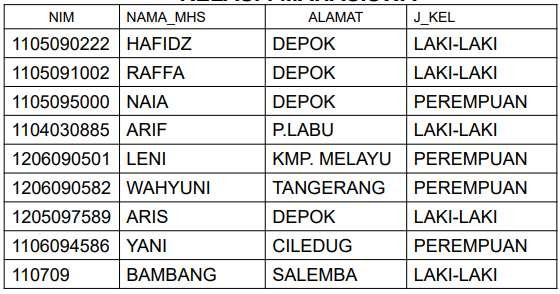 NIM NAMA_MHS ALAMAT J_KEL
1105090222 HAFIDZ DEPOK LAKI-LAKI
1105091002 RAFFA DEPOK LAKI-LAKI
1105095000 NAIA DEPOK PEREMPUAN
1104030885 ARIF P.LABU LAKI-LAKI
1206090501 LENI KMP. MELAYU PEREMPUAN
1206090582 WAHYUNI TANGERANG PEREMPUAN
1205097589 ARIS DEPOK LAKI-LAKI
1106094586 YANI CILEDUG PEREMPUAN
110709 BAMBANG SALEMBA LAKI-LAKI